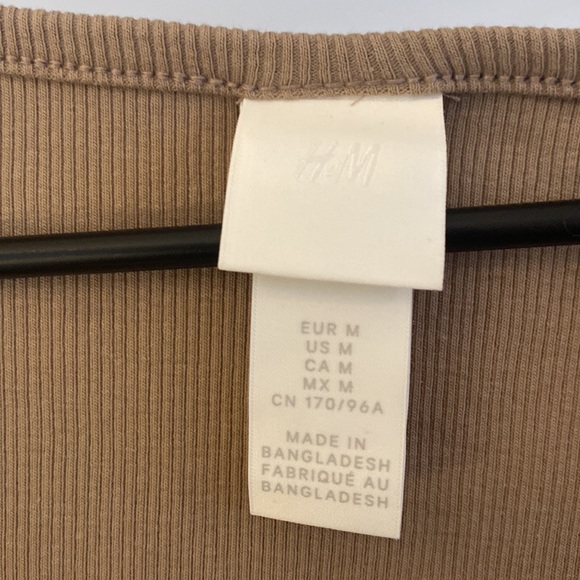 H&M
EUR M
US M
CA M
MX M
CN 170/96A
MADE IN
BANGLADESH
FABRIQUÉ AU
BANGLADESH